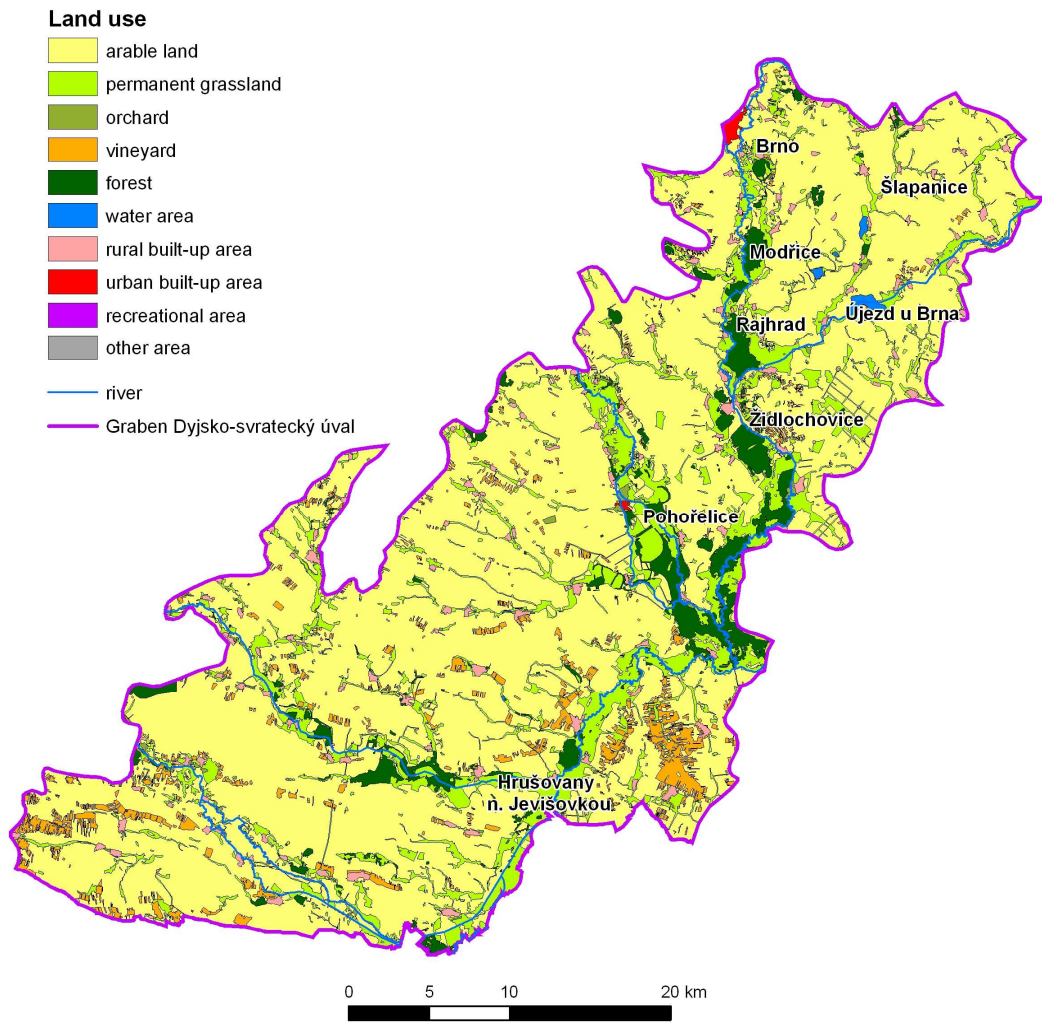 Land use
arable land
permanent grassland
orchard
vineyard
forest
water area
rural built-up area
urban built-up area
recreational area
other area
river
Graben Dyjsko-svratecký úval
Brno
Šlapanice
Modřice
Rajhrad
Újezd u Brna
Židlochovice
Pohořelice
Hrušovany
n. Jevišovkou
0 5 10 20 km